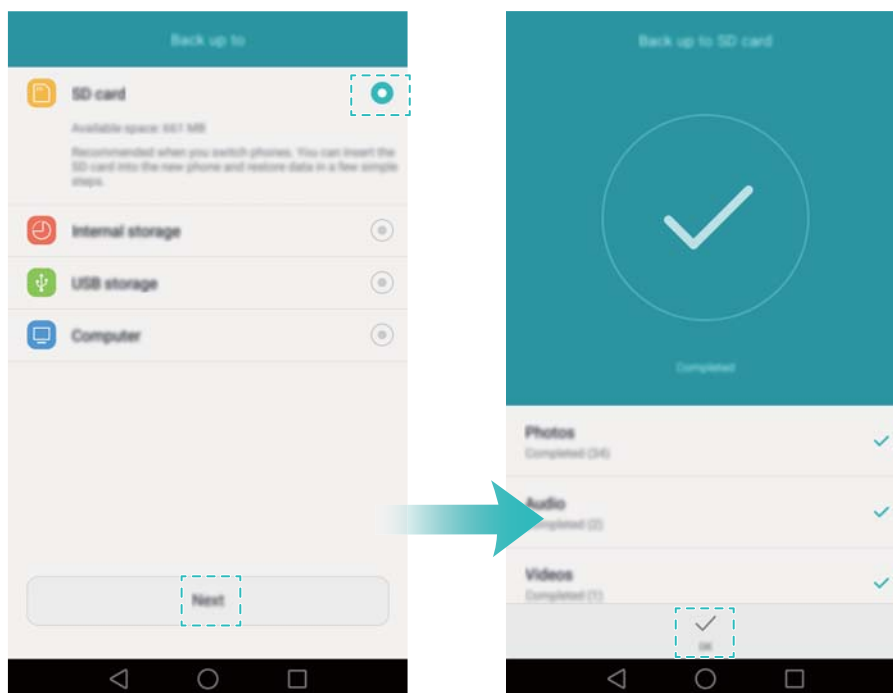 Back up to
SD card
Available space: 661 MB
Recommended when you switch phones. You can insert the
SD card into the new phone and restore data in a few simple
steps.
Internal storage
USB storage
Computer
Next
Back up to SD card
Completed
Photos
Completed (34)
Audio
Completed (2)
Videos
Completed (1)
OK